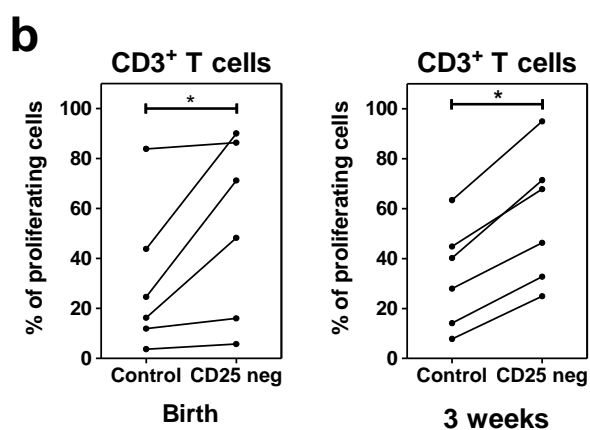 b
CD3⁺ T cells
*
% of proliferating cells
100
80
60
40
20
0
Control CD25 neg
Birth
CD3⁺ T cells
*
% of proliferating cells
100
80
60
40
20
0
Control CD25 neg
3 weeks